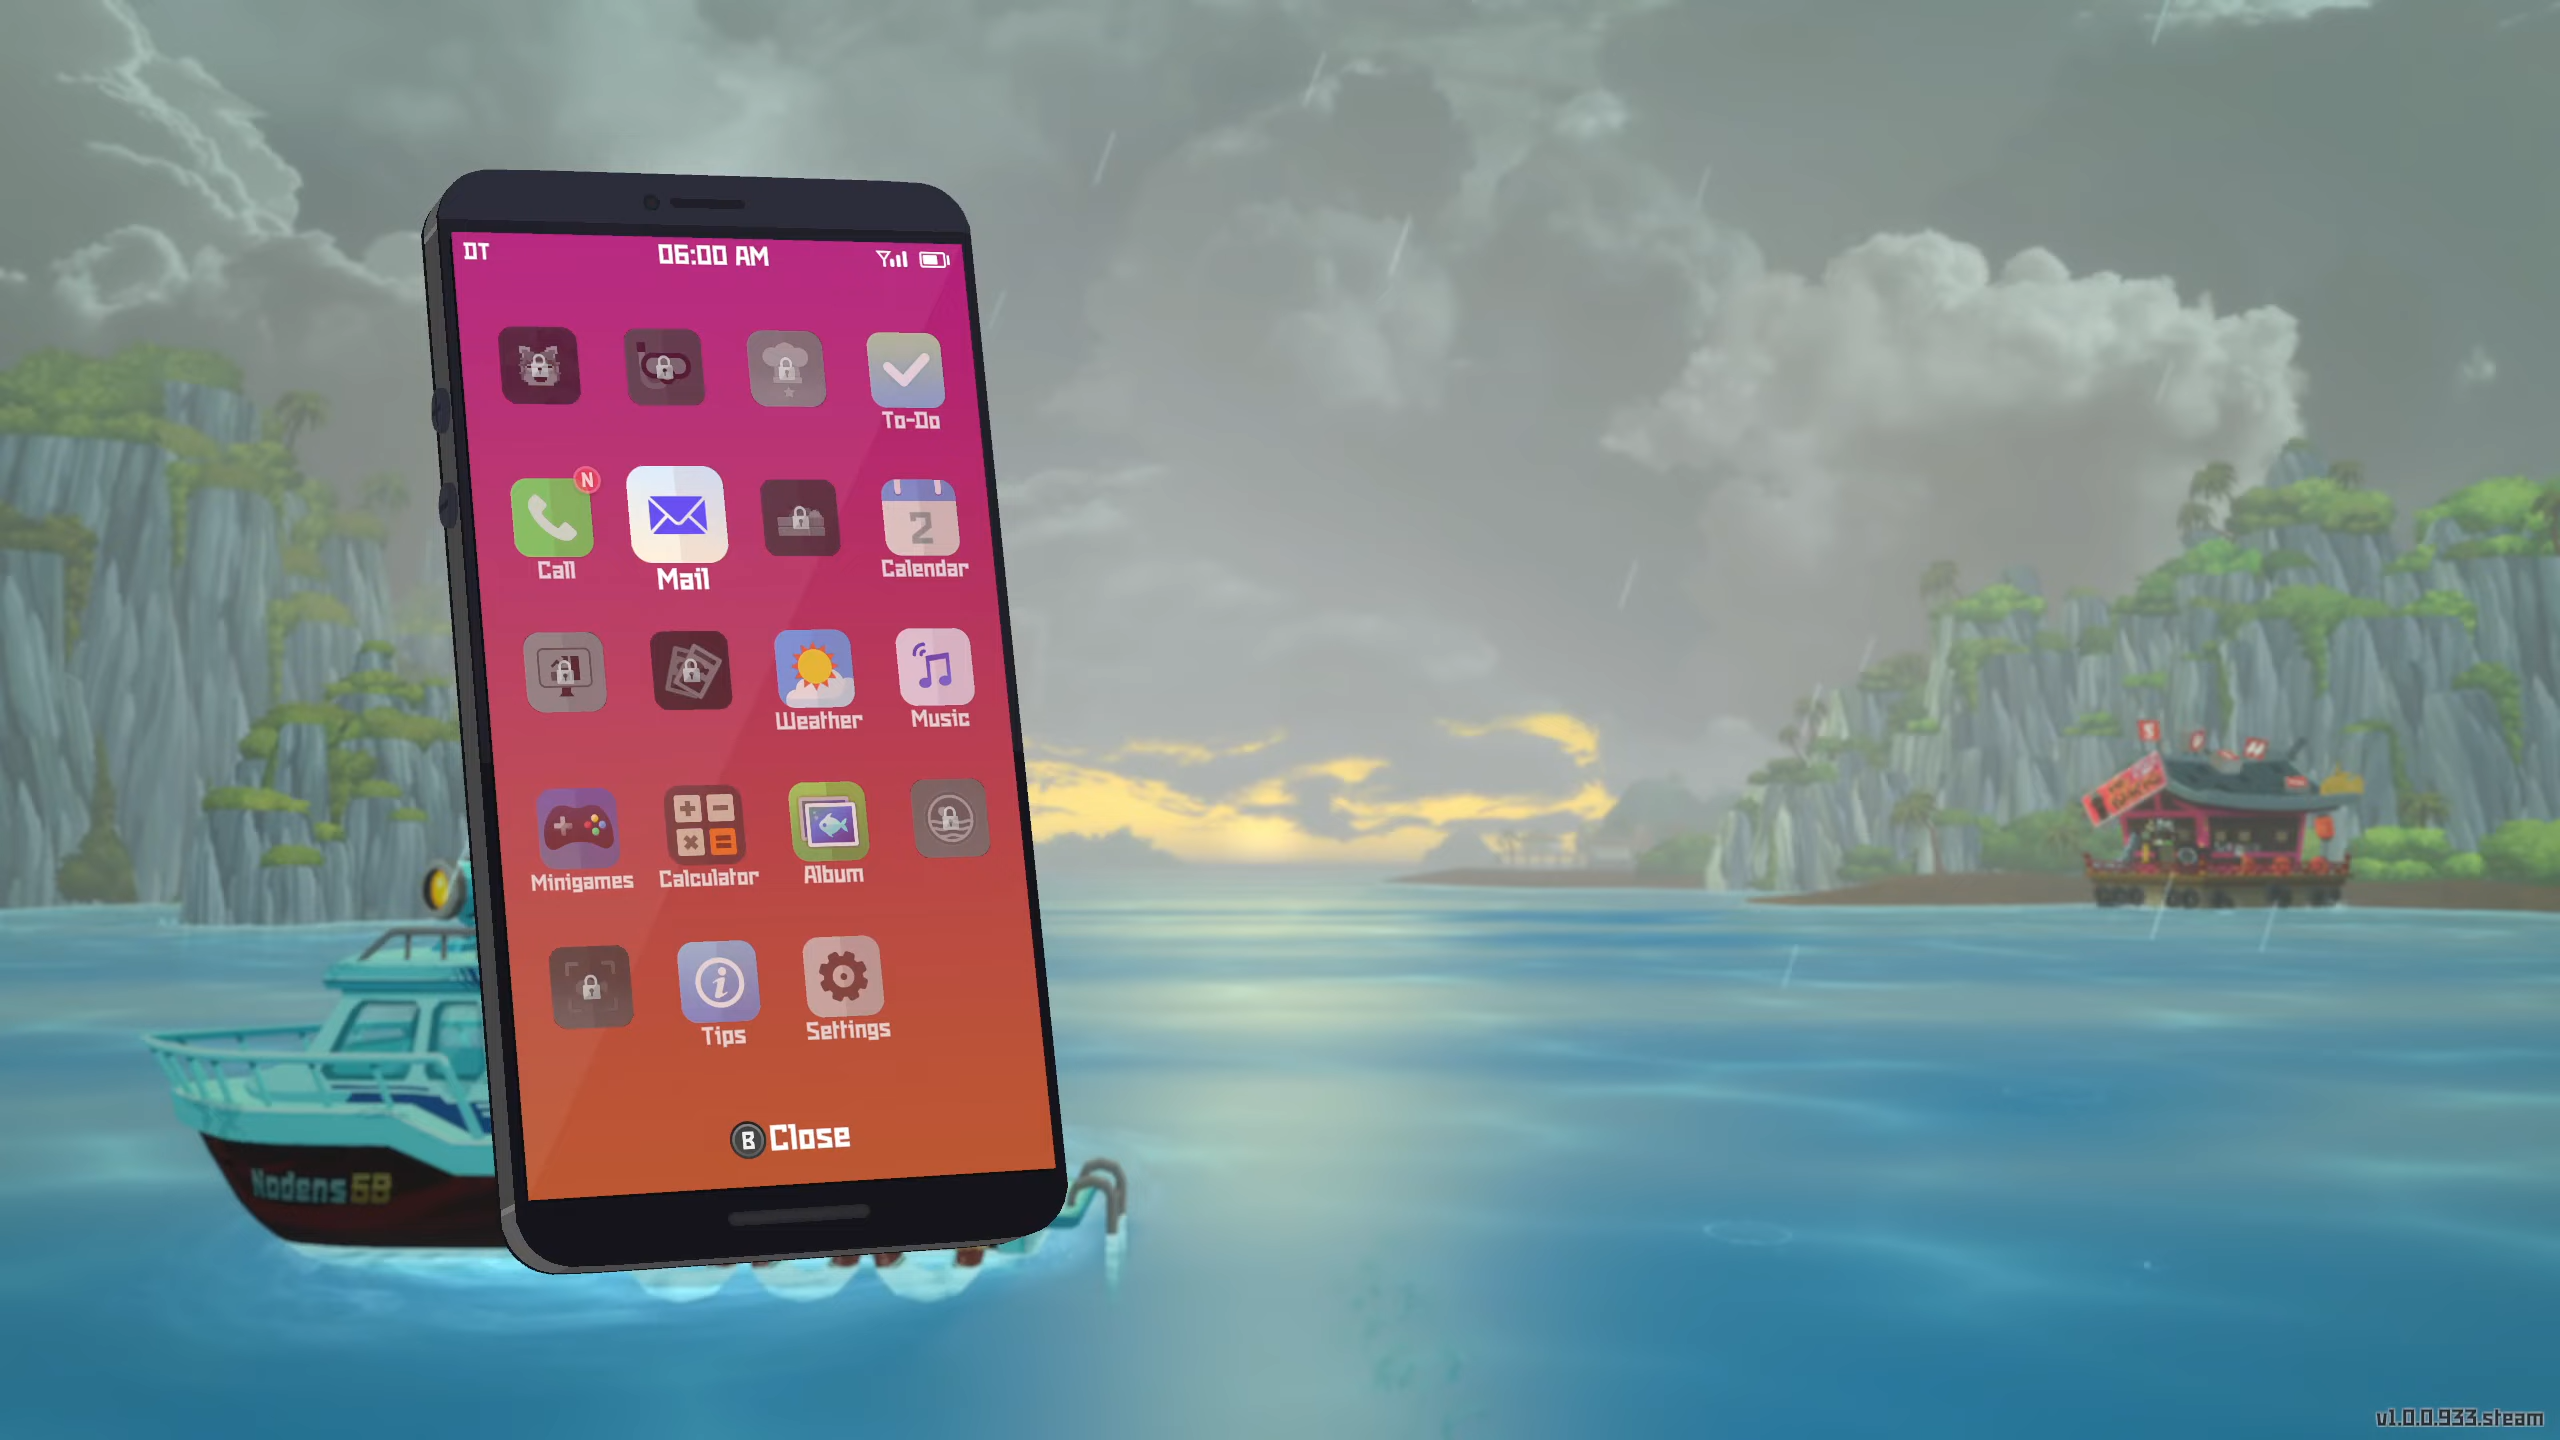 DT
06:00 AM
To-Do
N
Call
Mail
2
Calendar
Weather
Music
Minigames
Calculator
Album
Tips
Settings
B Close
Nodens68
v1.0.0.933.steam